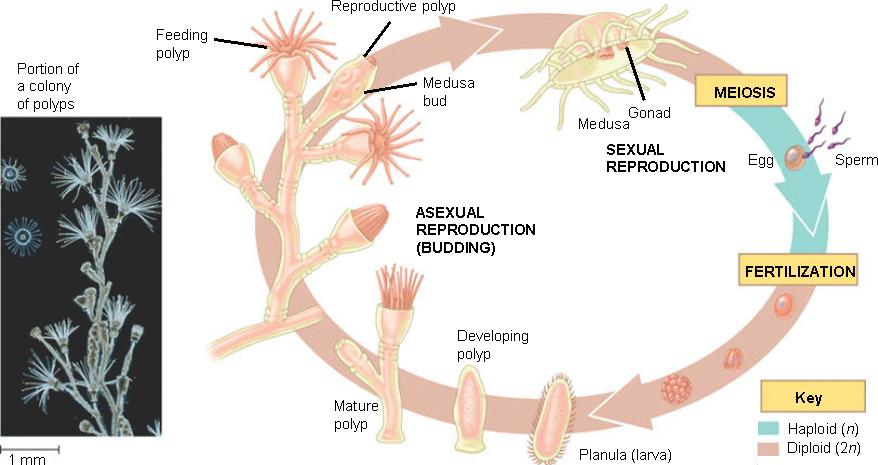 Reproductive polyp
Feeding
polyp
Portion of
a colony
of polyps
Medusa
bud
MEIOSIS
Gonad
Medusa
SEXUAL
REPRODUCTION
Egg
Sperm
ASEXUAL
REPRODUCTION
(BUDDING)
FERTILIZATION
Developing
polyp
Mature
polyp
Planula (larva)
Key
Haploid (n)
Diploid (2n)
1 mm